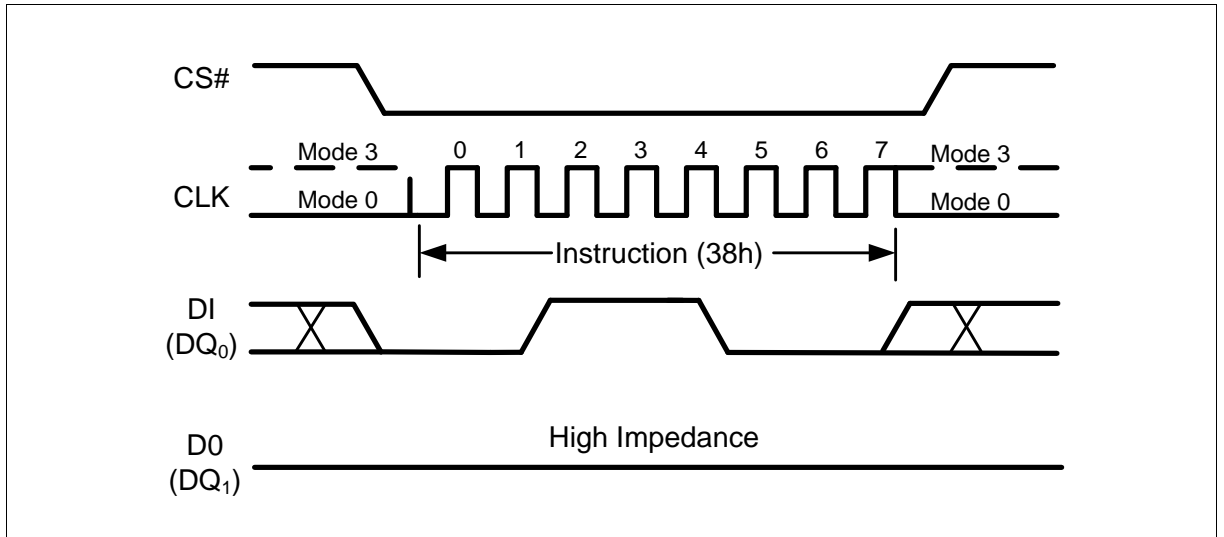 CS#
Mode 3 0 1 2 3 4 5 6 7 Mode 3
CLK
Mode 0 Mode 0
Instruction (38h)
DI
(DQ0)
High Impedance
D0
(DQ1)